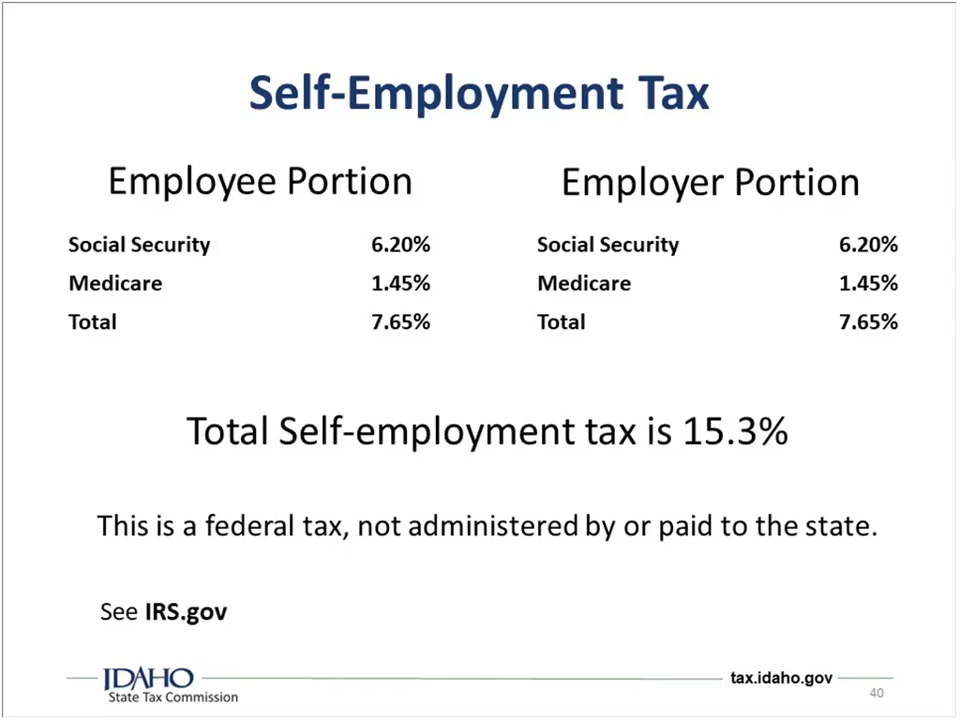 Self-Employment Tax
Employee Portion
Social Security 6.20%
Medicare 1.45%
Total 7.65%
Employer Portion
Social Security 6.20%
Medicare 1.45%
Total 7.65%
Total Self-employment tax is 15.3%
This is a federal tax, not administered by or paid to the state.
See IRS.gov
IDAHO
State Tax Commission
tax.idaho.gov
40